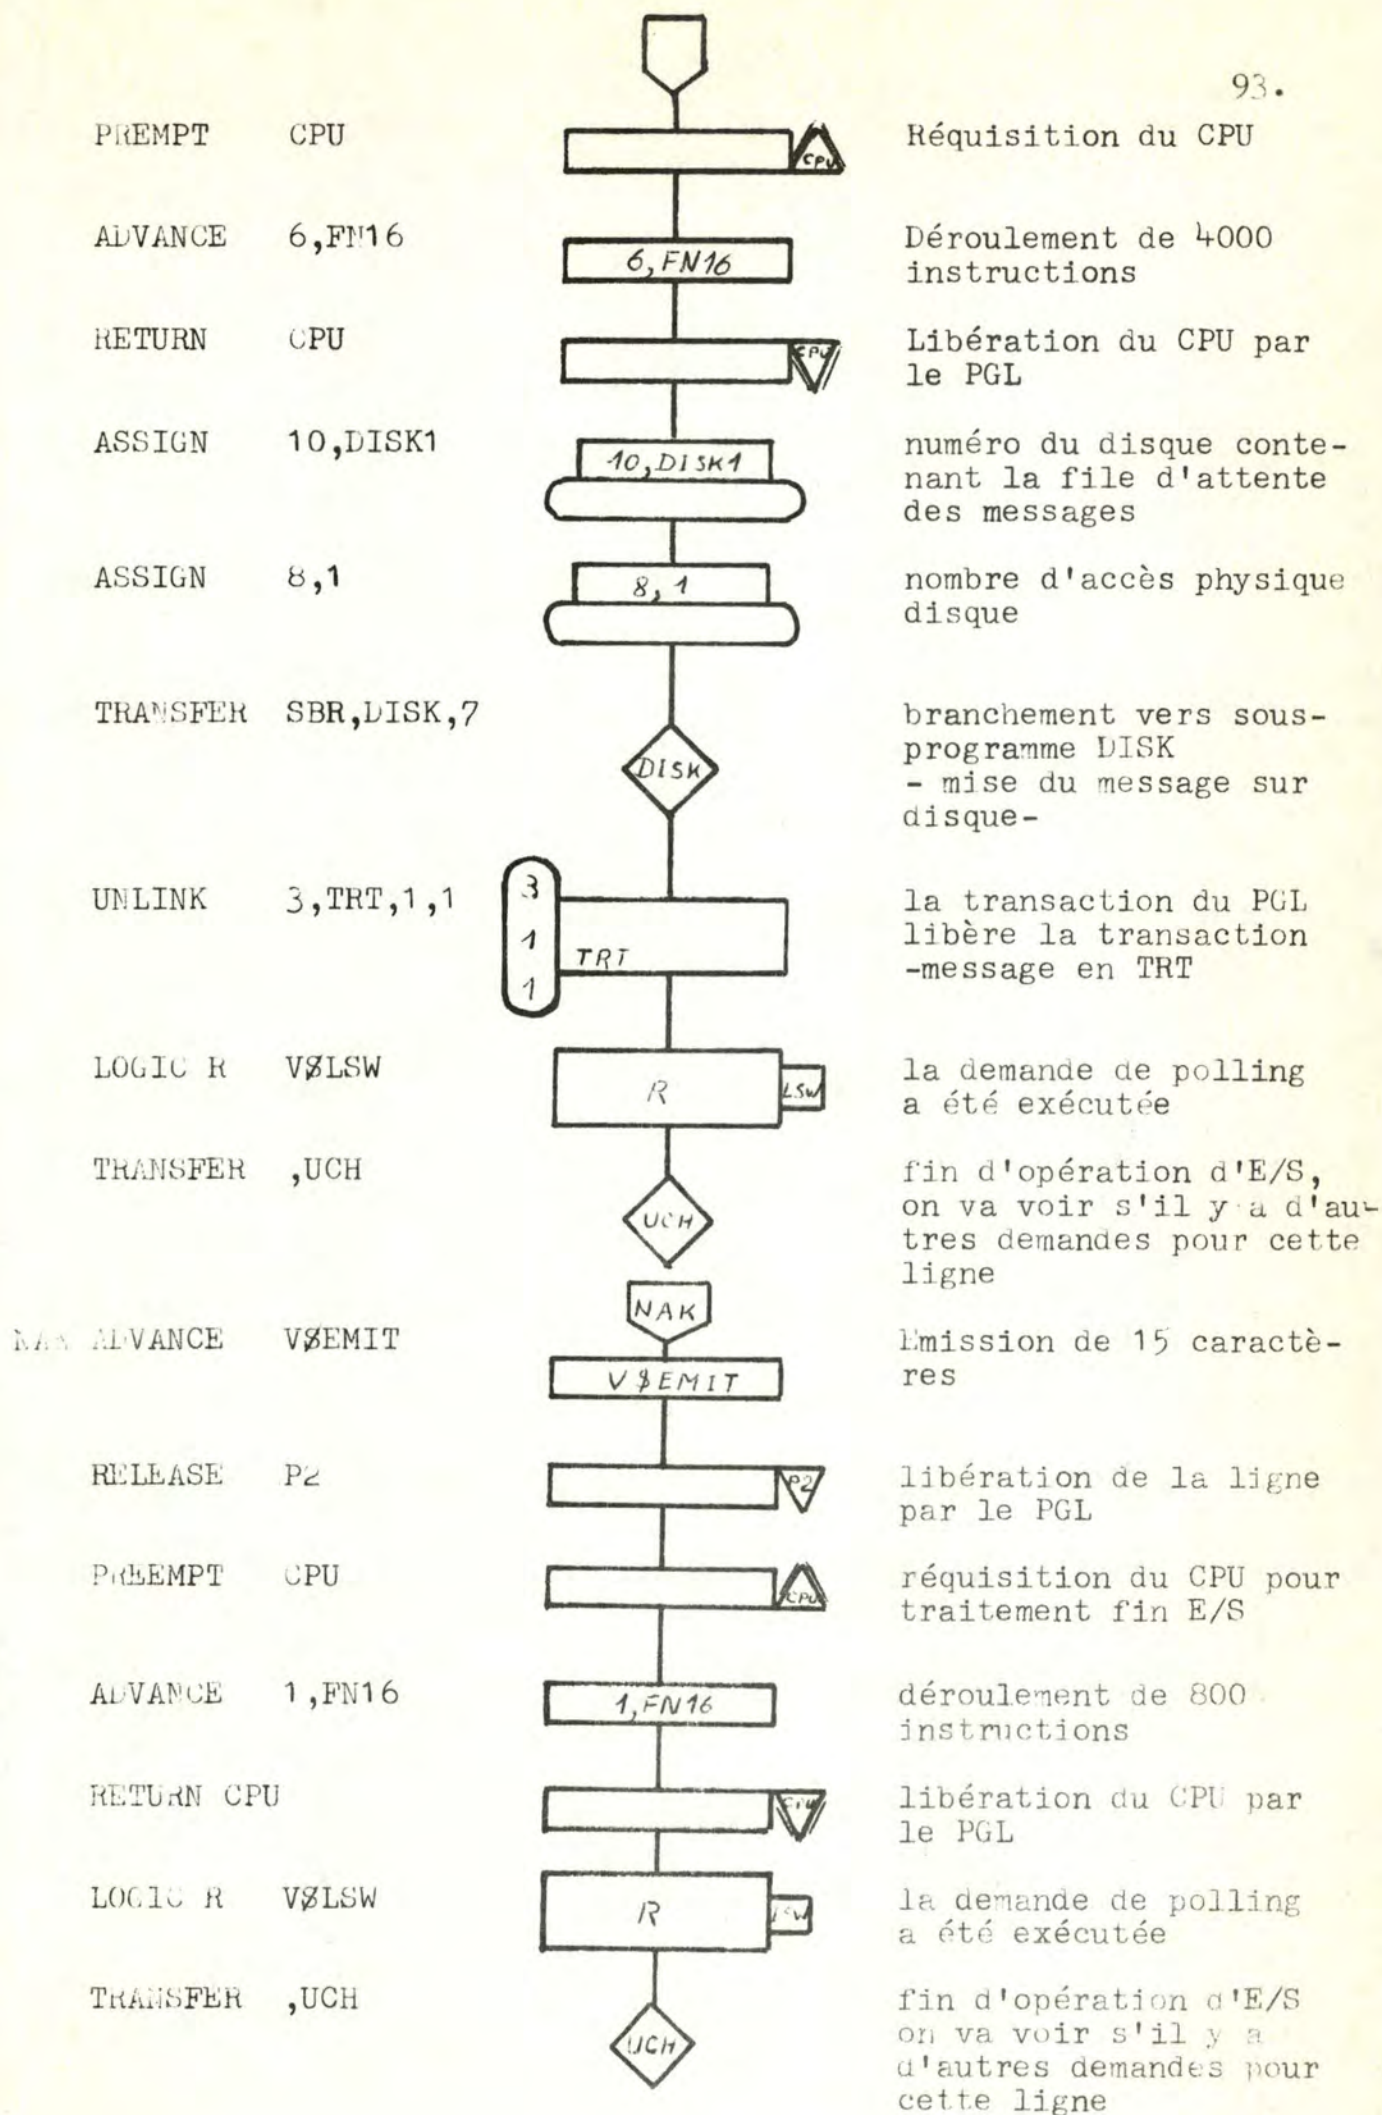 93.
PREMPT CPU
CPU
Réquisition du CPU
ADVANCE 6,FN16
6,FN16
Déroulement de 4000
instructions
RETURN CPU
CPU
Libération du CPU par
le PGL
ASSIGN 10,DISK1
10,DISK1
numéro du disque conte-
nant la file d'attente
des messages
ASSIGN 8,1
8,1
nombre d'accès physique
disque
TRANSFER SBR,DISK,7
DISK
branchement vers sous-
programme DISK
- mise du message sur
disque-
UNLINK 3,TRT,1,1
3
1
1
TRT
la transaction du PGL
libère la transaction
-message en TRT
LOGIC R V$LSW
R
LSW
la demande de polling
a été exécutée
TRANSFER ,UCH
UCH
fin d'opération d'E/S,
on va voir s'il y a d'au-
tres demandes pour cette
ligne
NAK
NAK ADVANCE V$EMIT
V$EMIT
Emission de 15 caractè-
res
RELEASE P2
P2
libération de la ligne
par le PGL
PREEMPT CPU
CPU
réquisition du CPU pour
traitement fin E/S
ADVANCE 1,FN16
1,FN16
déroulement de 800
instructions
RETURN CPU
CPU
libération du CPU par
le PGL
LOGIC R V$LSW
R
LSW
la demande de polling
a été exécutée
TRANSFER ,UCH
UCH
fin d'opération d'E/S
on va voir s'il y a
d'autres demandes pour
cette ligne